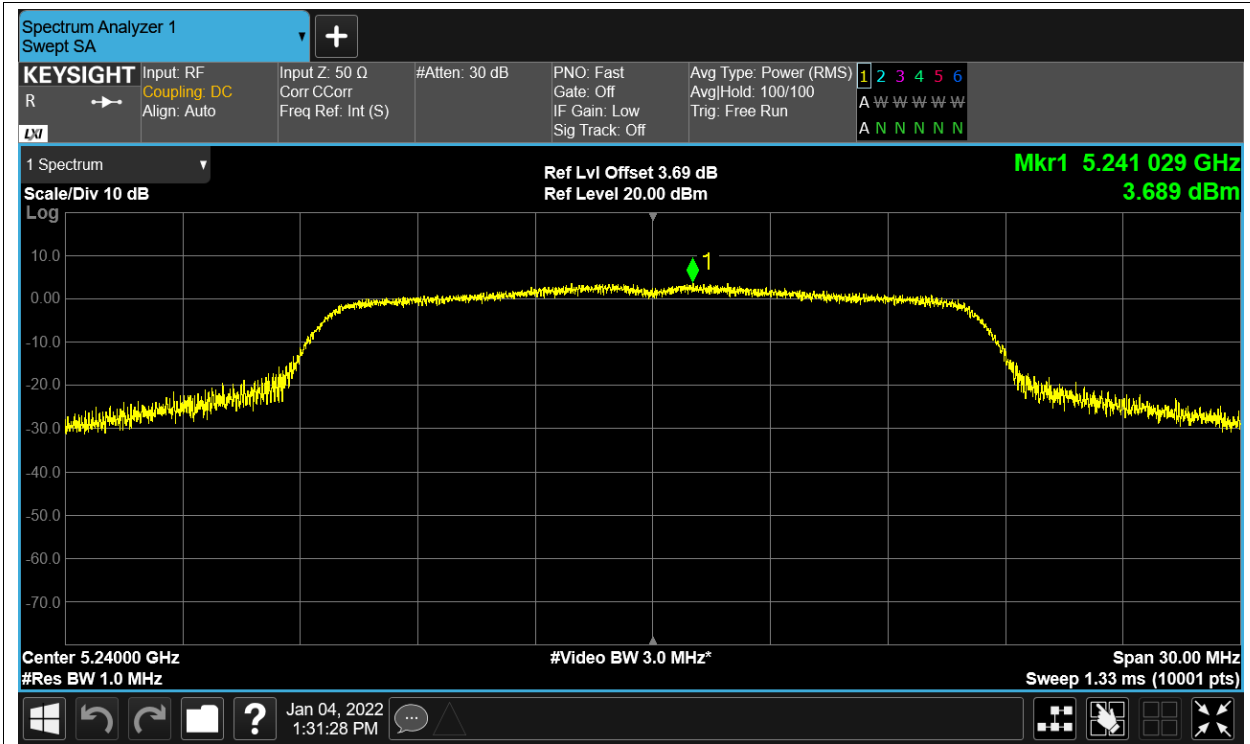 Spectrum Analyzer 1
Swept SA
KEYSIGHT
R
LXI
Input: RF
Coupling: DC
Align: Auto
Input Z: 50 Ω
Corr CCorr
Freq Ref: Int (S)
#Atten: 30 dB
PNO: Fast
Gate: Off
IF Gain: Low
Sig Track: Off
Avg Type: Power (RMS)
Avg|Hold: 100/100
Trig: Free Run
1 2 3 4 5 6
A W W W W W
A N N N N N
1 Spectrum
Scale/Div 10 dB
Log
Ref Lvl Offset 3.69 dB
Ref Level 20.00 dBm
Mkr1 5.241 029 GHz
3.689 dBm
1
10.0
0.00
-10.0
-20.0
-30.0
-40.0
-50.0
-60.0
-70.0
Center 5.24000 GHz
#Res BW 1.0 MHz
#Video BW 3.0 MHz*
Span 30.00 MHz
Sweep 1.33 ms (10001 pts)
?
Jan 04, 2022
1:31:28 PM